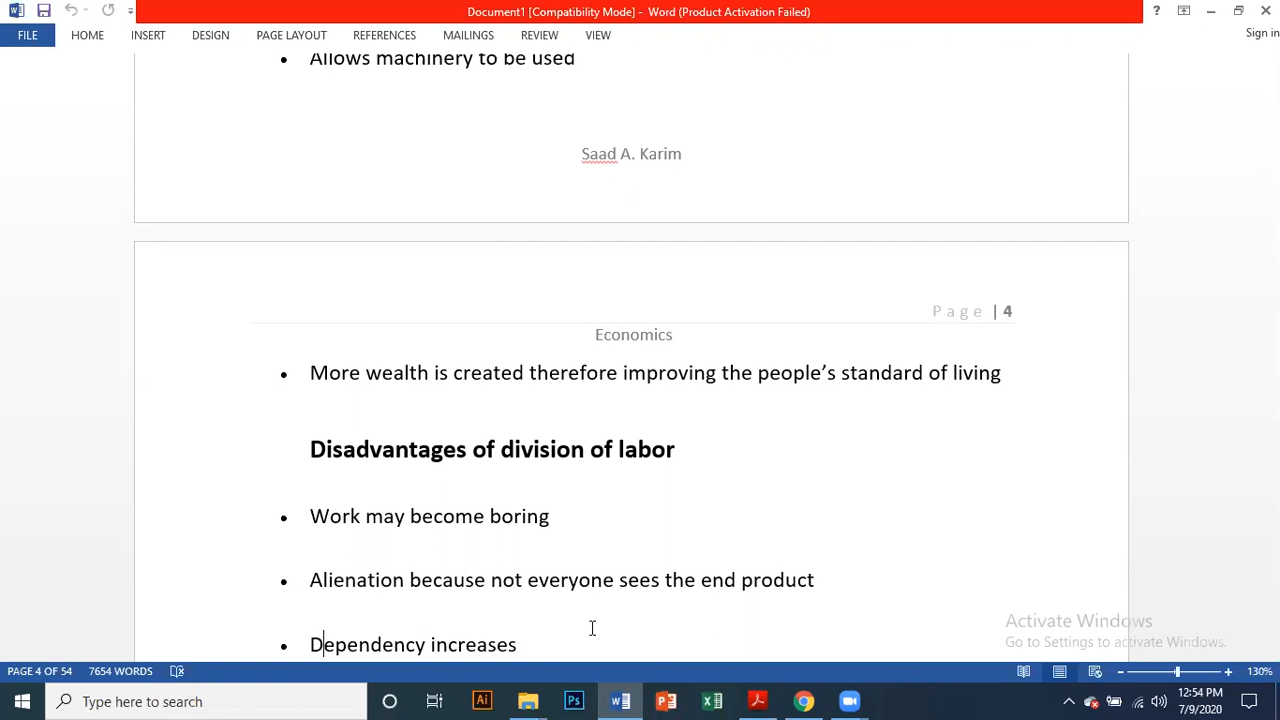 Document1 [Compatibility Mode] - Word (Product Activation Failed)
FILE HOME INSERT DESIGN PAGE LAYOUT REFERENCES MAILINGS REVIEW VIEW Sign in
• Allows machinery to be used
Saad A. Karim
Page | 4
Economics
• More wealth is created therefore improving the people’s standard of living
Disadvantages of division of labor
• Work may become boring
• Alienation because not everyone sees the end product
• Dependency increases
Activate Windows
Go to Settings to activate Windows.
PAGE 4 OF 54 7654 WORDS 130%
Type here to search
12:54 PM
7/9/2020